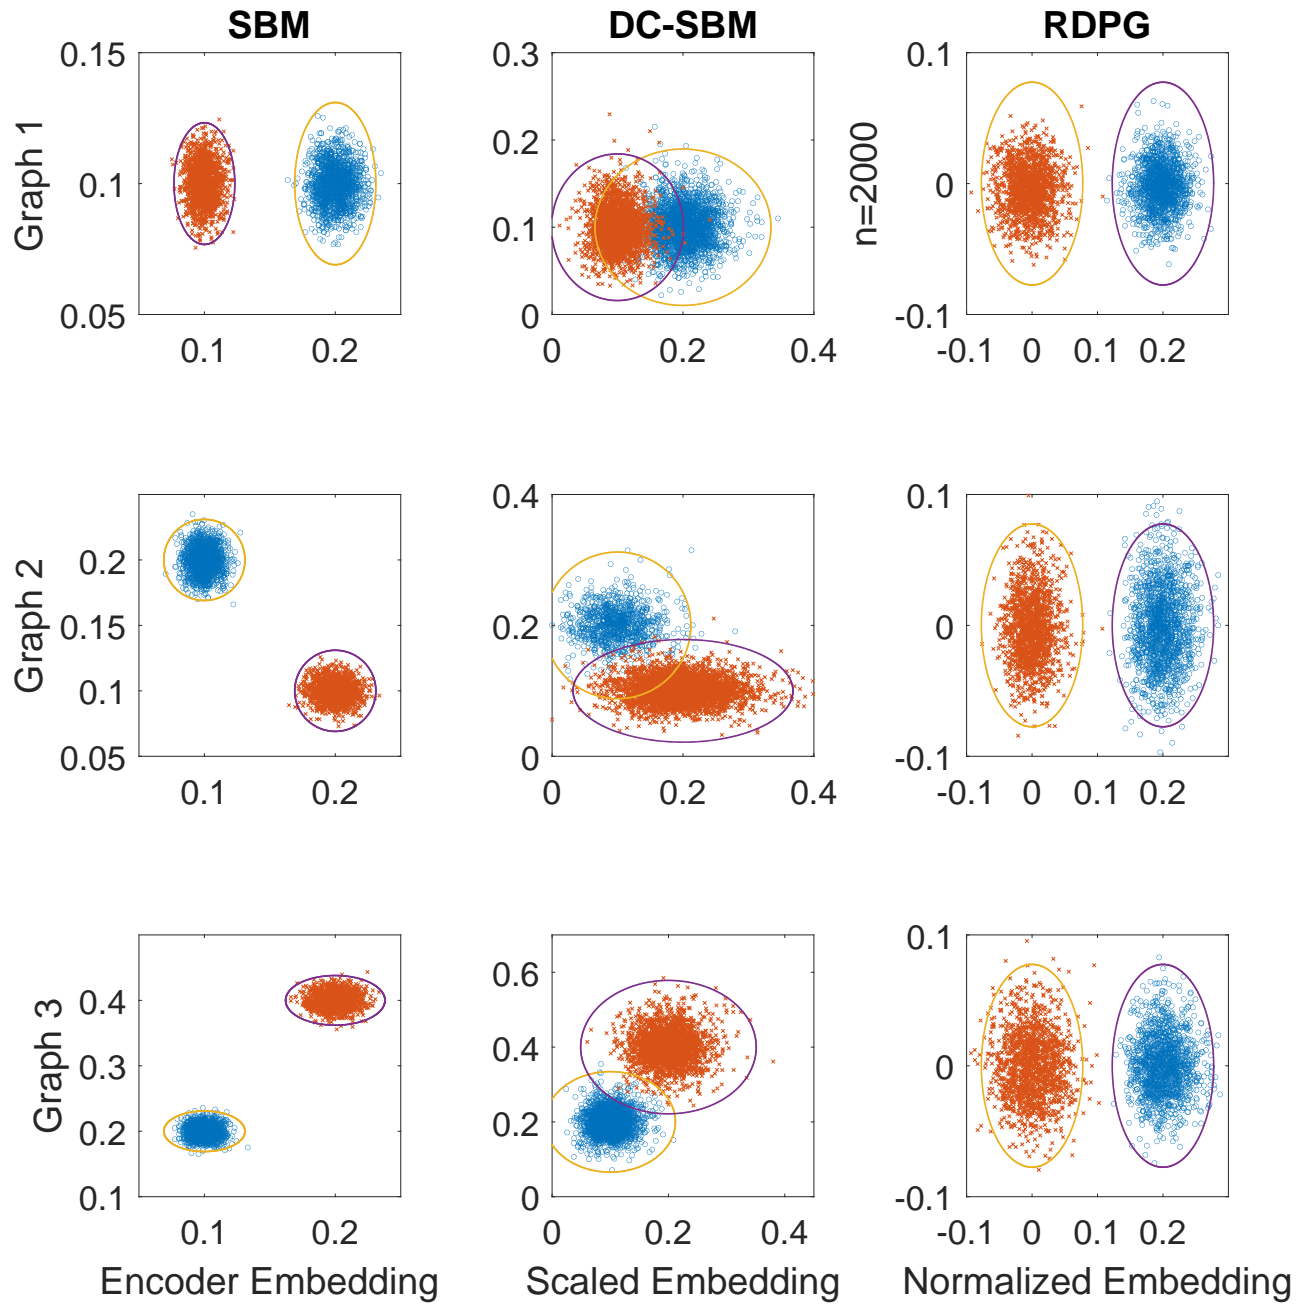 SBM
DC-SBM
RDPG
Graph 1
0.15
0.1
0.05
0.1 0.2
0.3
0.2
0.1
0
0 0.2 0.4
n=2000
0.1
0
-0.1
-0.1 0 0.1 0.2
Graph 2
0.2
0.15
0.1
0.05
0.1 0.2
0.4
0.2
0
0 0.2 0.4
0.1
0
-0.1
-0.1 0 0.1 0.2
Graph 3
0.4
0.3
0.2
0.1
0.1 0.2
Encoder Embedding
0.6
0.4
0.2
0
0 0.2 0.4
Scaled Embedding
0.1
0
-0.1
-0.1 0 0.1 0.2
Normalized Embedding